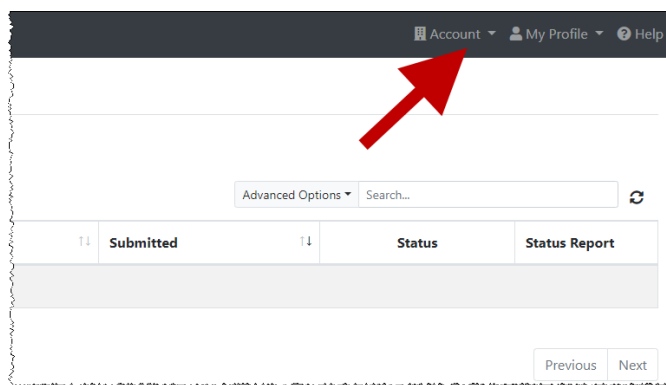 Account My Profile Help
Advanced Options Search...
Submitted Status Status Report
Previous Next